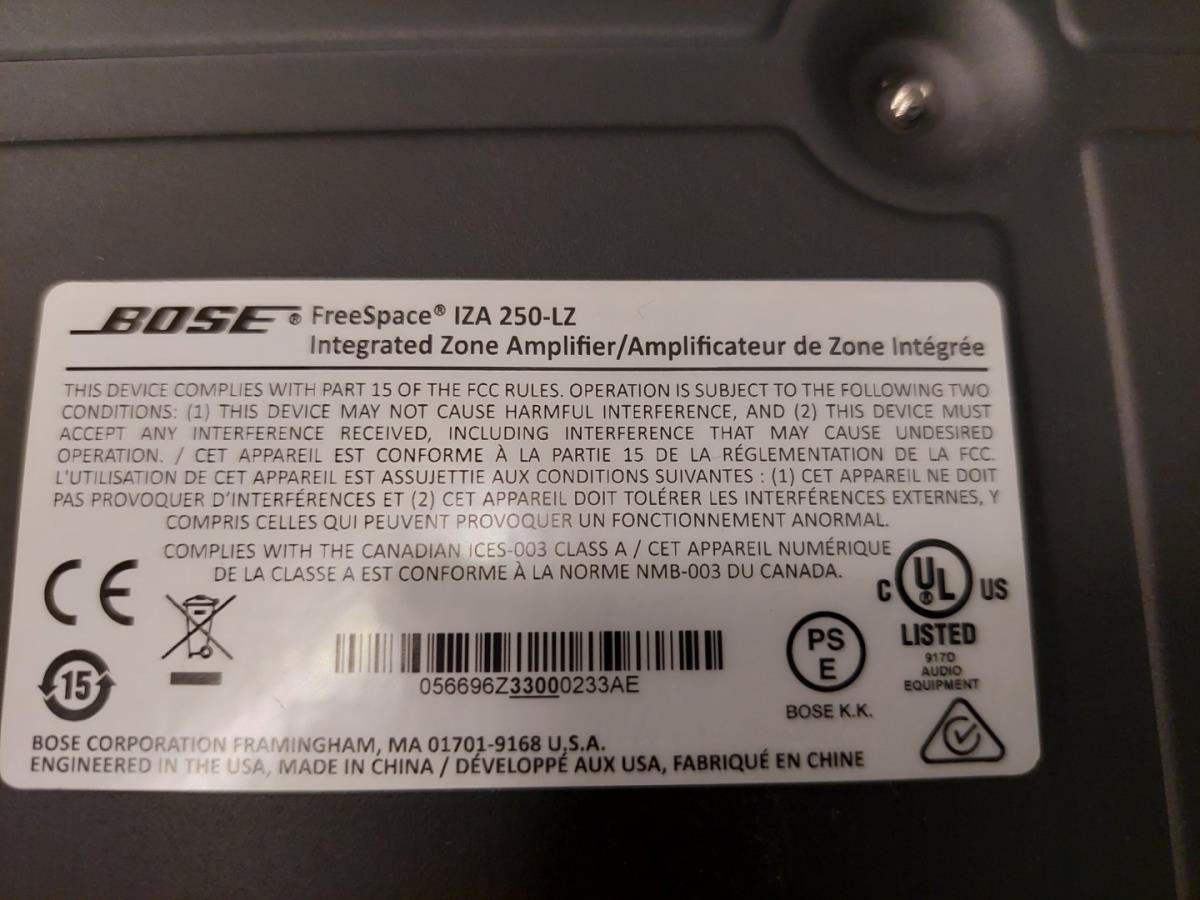 BOSE® FreeSpace® IZA 250-LZ
Integrated Zone Amplifier/Amplificateur de Zone Intégrée
THIS DEVICE COMPLIES WITH PART 15 OF THE FCC RULES. OPERATION IS SUBJECT TO THE FOLLOWING TWO
CONDITIONS: (1) THIS DEVICE MAY NOT CAUSE HARMFUL INTERFERENCE, AND (2) THIS DEVICE MUST
ACCEPT ANY INTERFERENCE RECEIVED, INCLUDING INTERFERENCE THAT MAY CAUSE UNDESIRED
OPERATION. / CET APPAREIL EST CONFORME À LA PARTIE 15 DE LA RÉGLEMENTATION DE LA FCC.
L'UTILISATION DE CET APPAREIL EST ASSUJETTIE AUX CONDITIONS SUIVANTES : (1) CET APPAREIL NE DOIT
PAS PROVOQUER D'INTERFÉRENCES ET (2) CET APPAREIL DOIT TOLÉRER LES INTERFÉRENCES EXTERNES, Y
COMPRIS CELLES QUI PEUVENT PROVOQUER UN FONCTIONNEMENT ANORMAL.
COMPLIES WITH THE CANADIAN ICES-003 CLASS A / CET APPAREIL NUMÉRIQUE
DE LA CLASSE A EST CONFORME À LA NORME NMB-003 DU CANADA.
CE
C UL® US
LISTED
917D
AUDIO
EQUIPMENT
PS
E
BOSE K.K.
15
056696Z33000233AE
BOSE CORPORATION FRAMINGHAM, MA 01701-9168 U.S.A.
ENGINEERED IN THE USA, MADE IN CHINA / DÉVELOPPÉ AUX USA, FABRIQUÉ EN CHINE